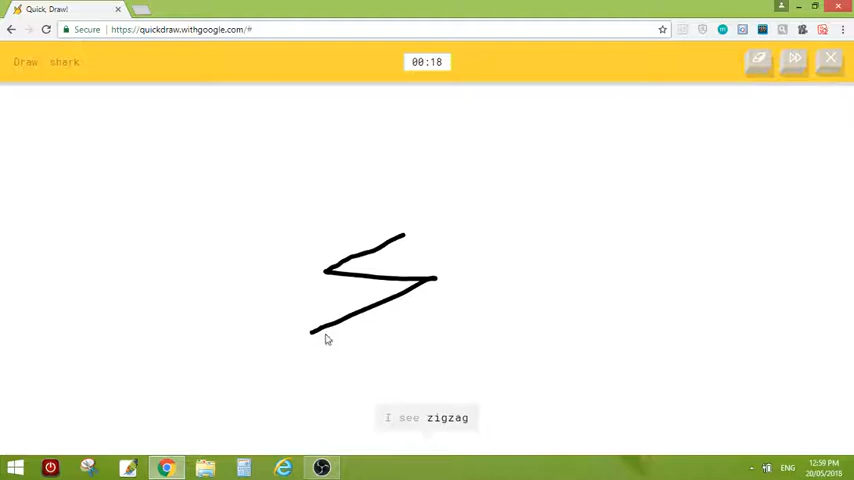 Quick, Draw!
Secure
https://quickdraw.withgoogle.com/#
Draw shark
00:18
I see zigzag
ENG
12:59 PM
20/05/2018